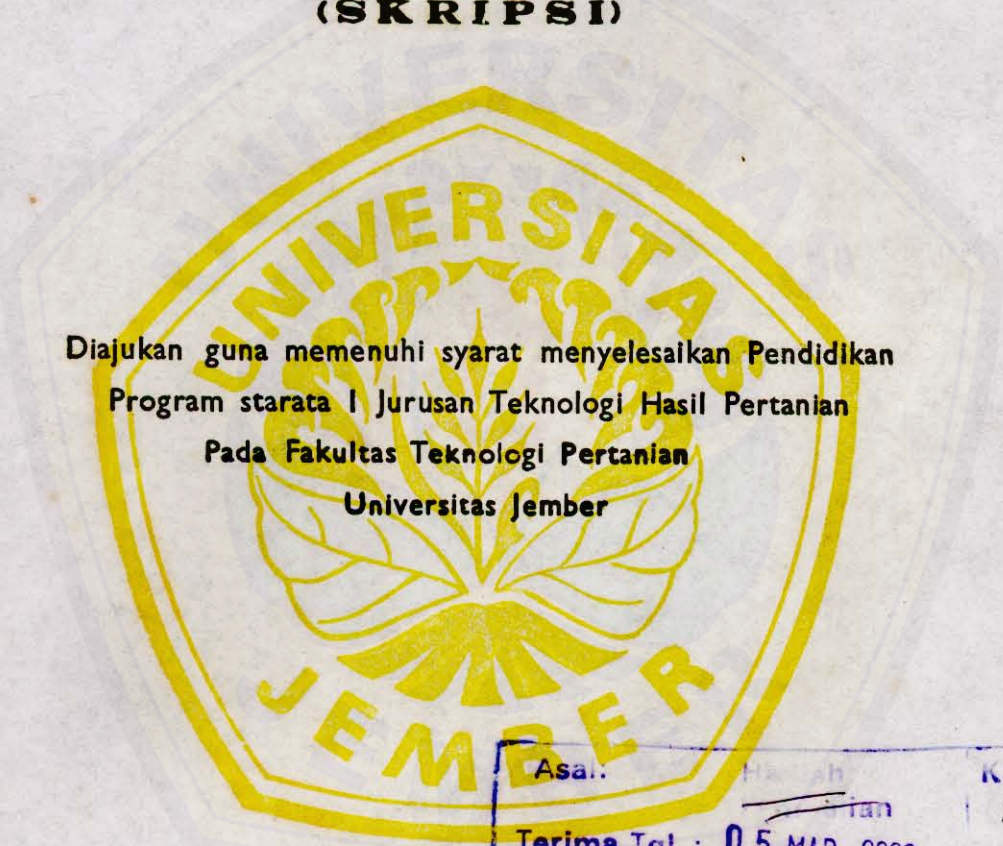 (SKRIPSI)
UNIVERSITAS
Diajukan guna memenuhi syarat menyelesaikan Pendidikan
Program starata I Jurusan Teknologi Hasil Pertanian
Pada Fakultas Teknologi Pertanian
Universitas Jember
JEMBER
Asal:
Terima Tgl : 05